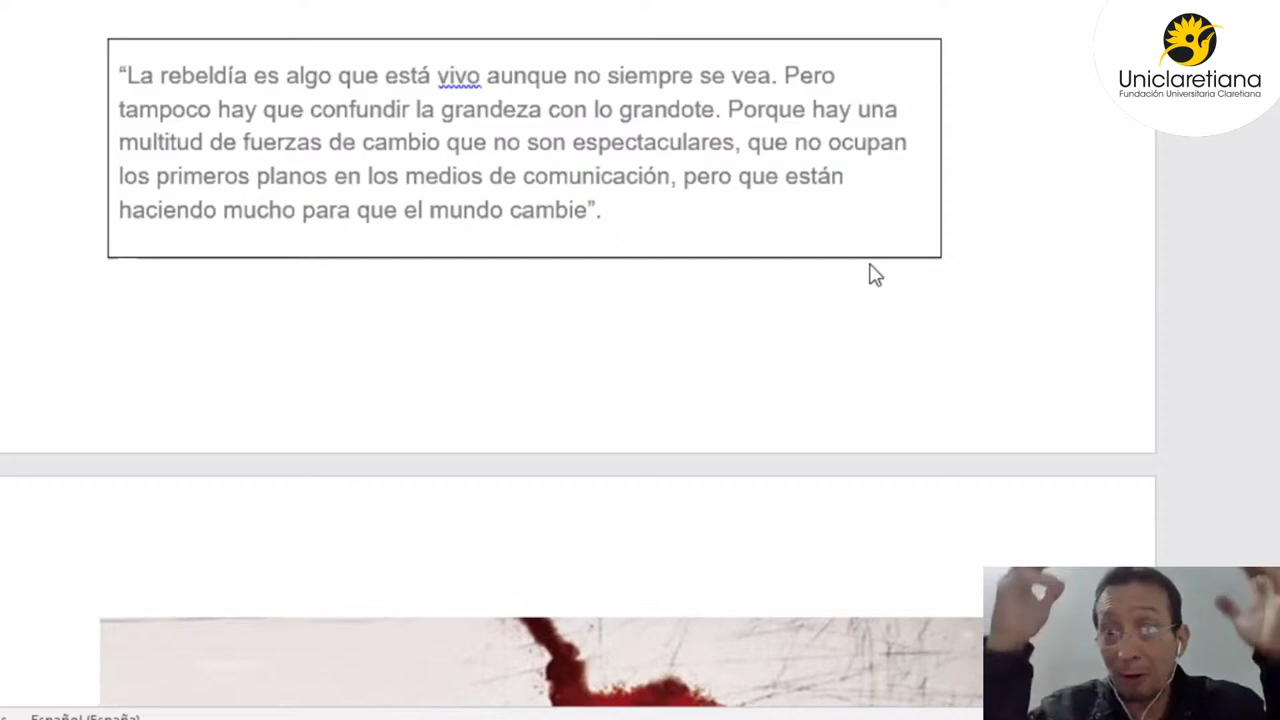 Uniclaretiana
Fundación Universitaria Claretiana
“La rebeldía es algo que está vivo aunque no siempre se vea. Pero
tampoco hay que confundir la grandeza con lo grandote. Porque hay una
multitud de fuerzas de cambio que no son espectaculares, que no ocupan
los primeros planos en los medios de comunicación, pero que están
haciendo mucho para que el mundo cambie”.
Español (España)